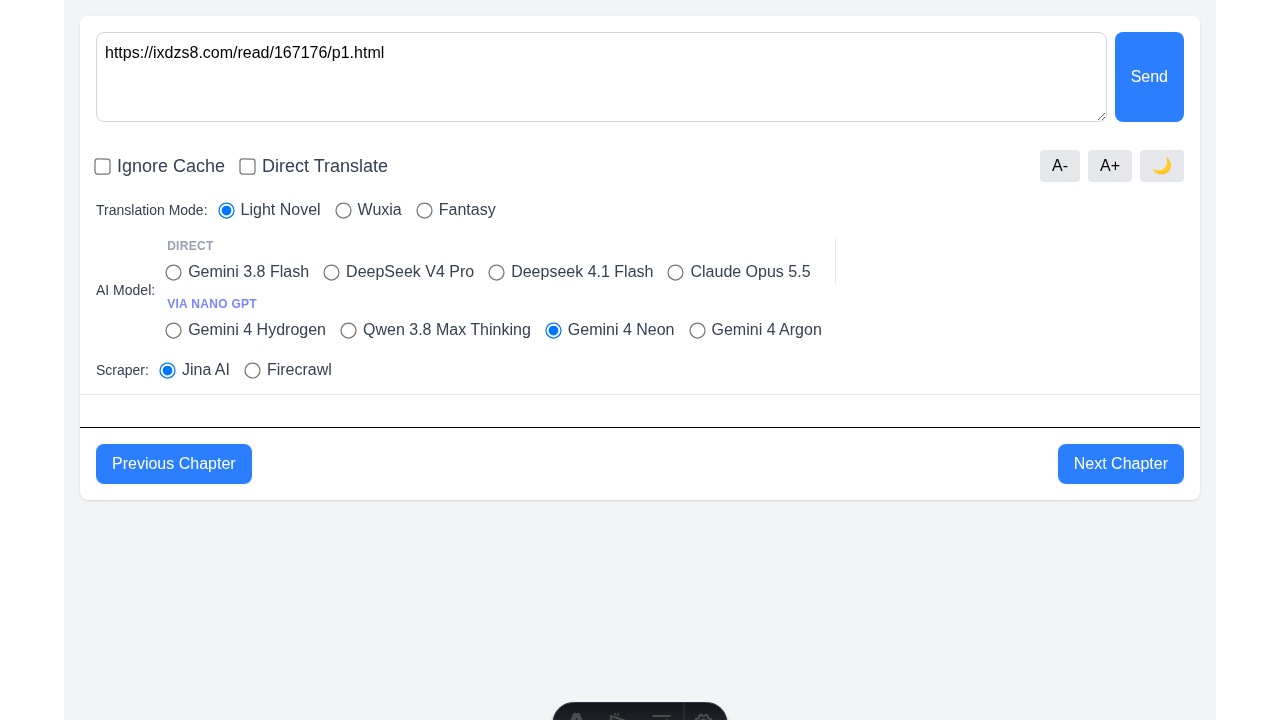 https://ixdzs8.com/read/167176/p1.html
Send
Ignore Cache Direct Translate A- A+ 🌙
Translation Mode: Light Novel Wuxia Fantasy
DIRECT
Gemini 3.8 Flash DeepSeek V4 Pro Deepseek 4.1 Flash Claude Opus 5.5
AI Model:
VIA NANO GPT
Gemini 4 Hydrogen Qwen 3.8 Max Thinking Gemini 4 Neon Gemini 4 Argon
Scraper: Jina AI Firecrawl
Previous Chapter Next Chapter